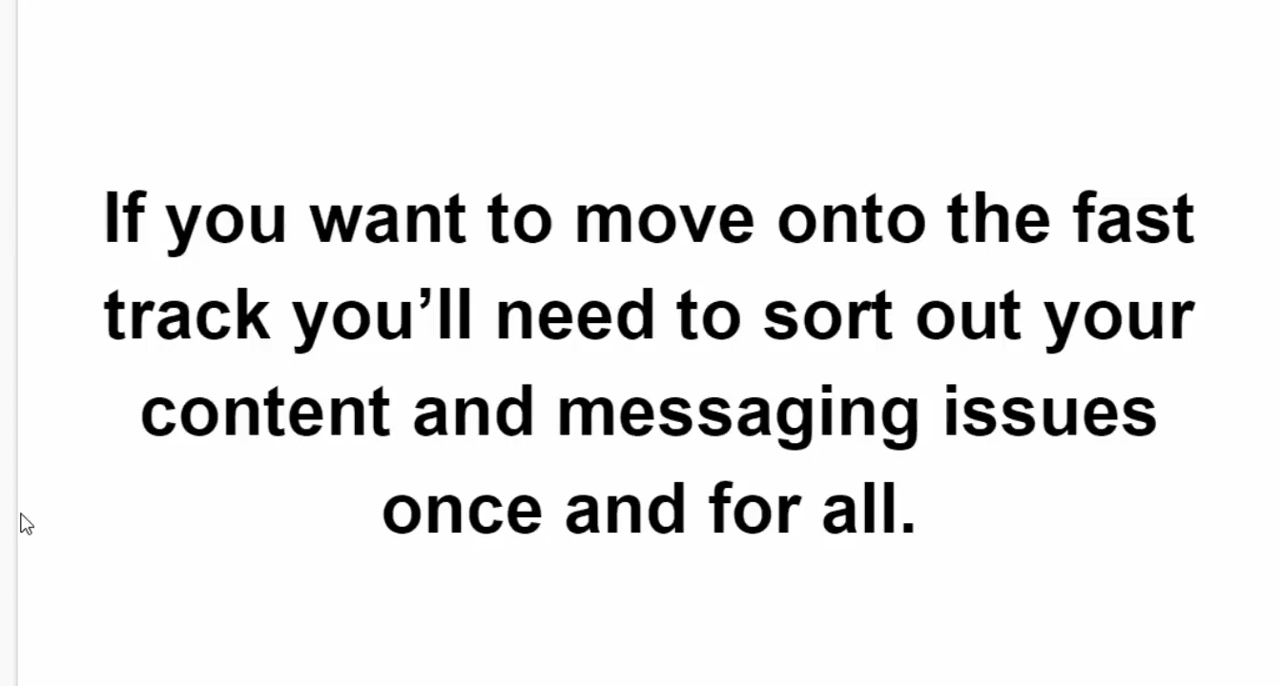 If you want to move onto the fast
track you’ll need to sort out your
content and messaging issues
once and for all.